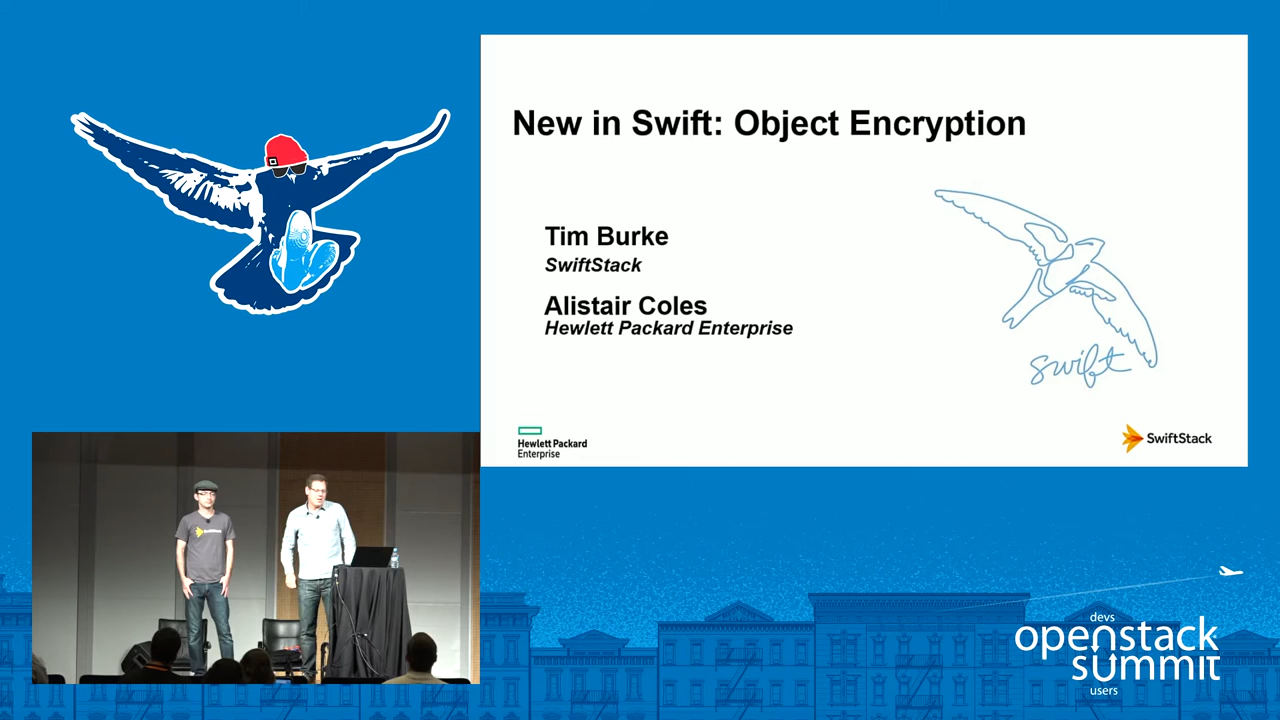 New in Swift: Object Encryption
Tim Burke
SwiftStack
Alistair Coles
Hewlett Packard Enterprise
swift
Hewlett Packard
Enterprise
SwiftStack
SwiftStack
devs
openstack
summit
users